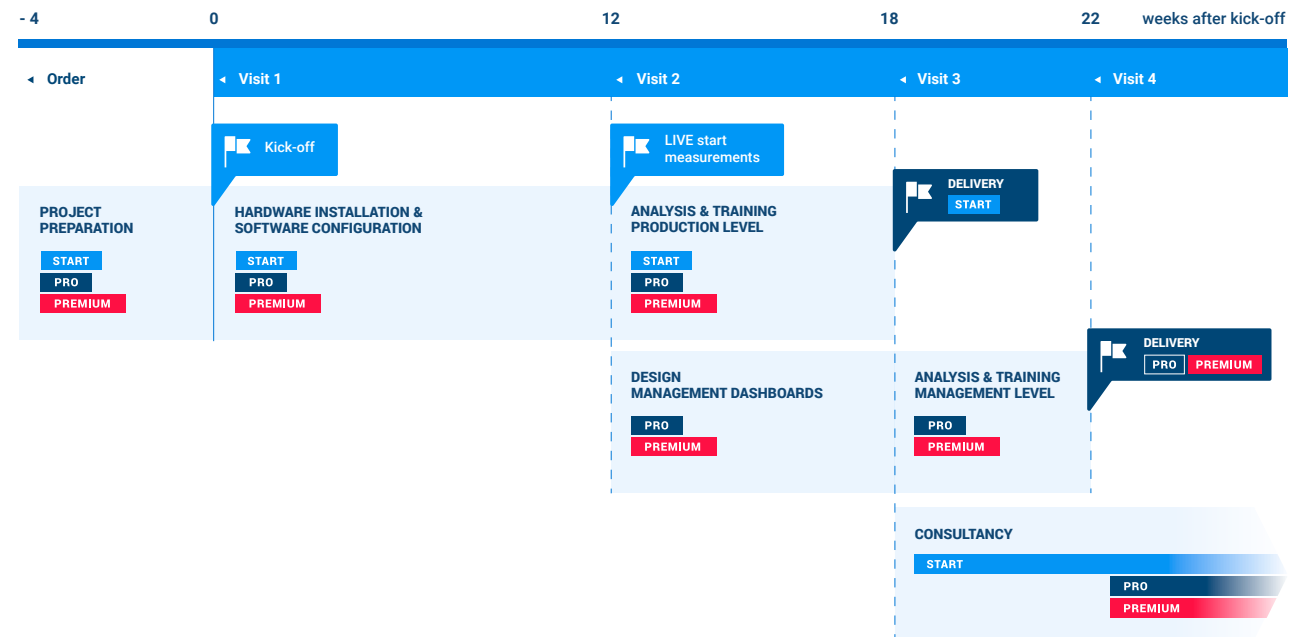 - 4
0
12
18
22
weeks after kick-off
Order
Visit 1
Visit 2
Visit 3
Visit 4
Kick-off
LIVE start
measurements
DELIVERY
START
PROJECT
PREPARATION
START
PRO
PREMIUM
HARDWARE INSTALLATION &
SOFTWARE CONFIGURATION
START
PRO
PREMIUM
ANALYSIS & TRAINING
PRODUCTION LEVEL
START
PRO
PREMIUM
DELIVERY
PRO
PREMIUM
DESIGN
MANAGEMENT DASHBOARDS
PRO
PREMIUM
ANALYSIS & TRAINING
MANAGEMENT LEVEL
PRO
PREMIUM
CONSULTANCY
START
PRO
PREMIUM